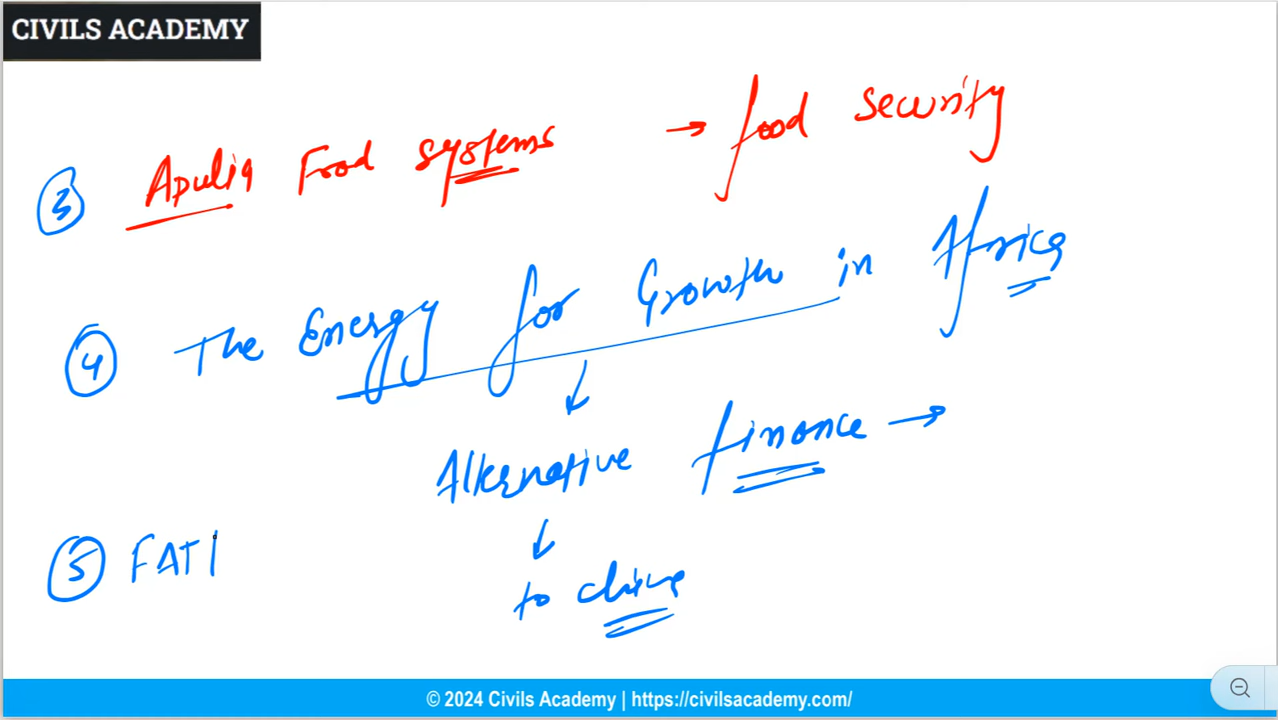 CIVILS ACADEMY
③ Apulia Food systems → food security
④ The Energy for Growth in Africa
↓
Alternative finance →
↓
to china
⑤ FAT
© 2024 Civils Academy | https://civilsacademy.com/